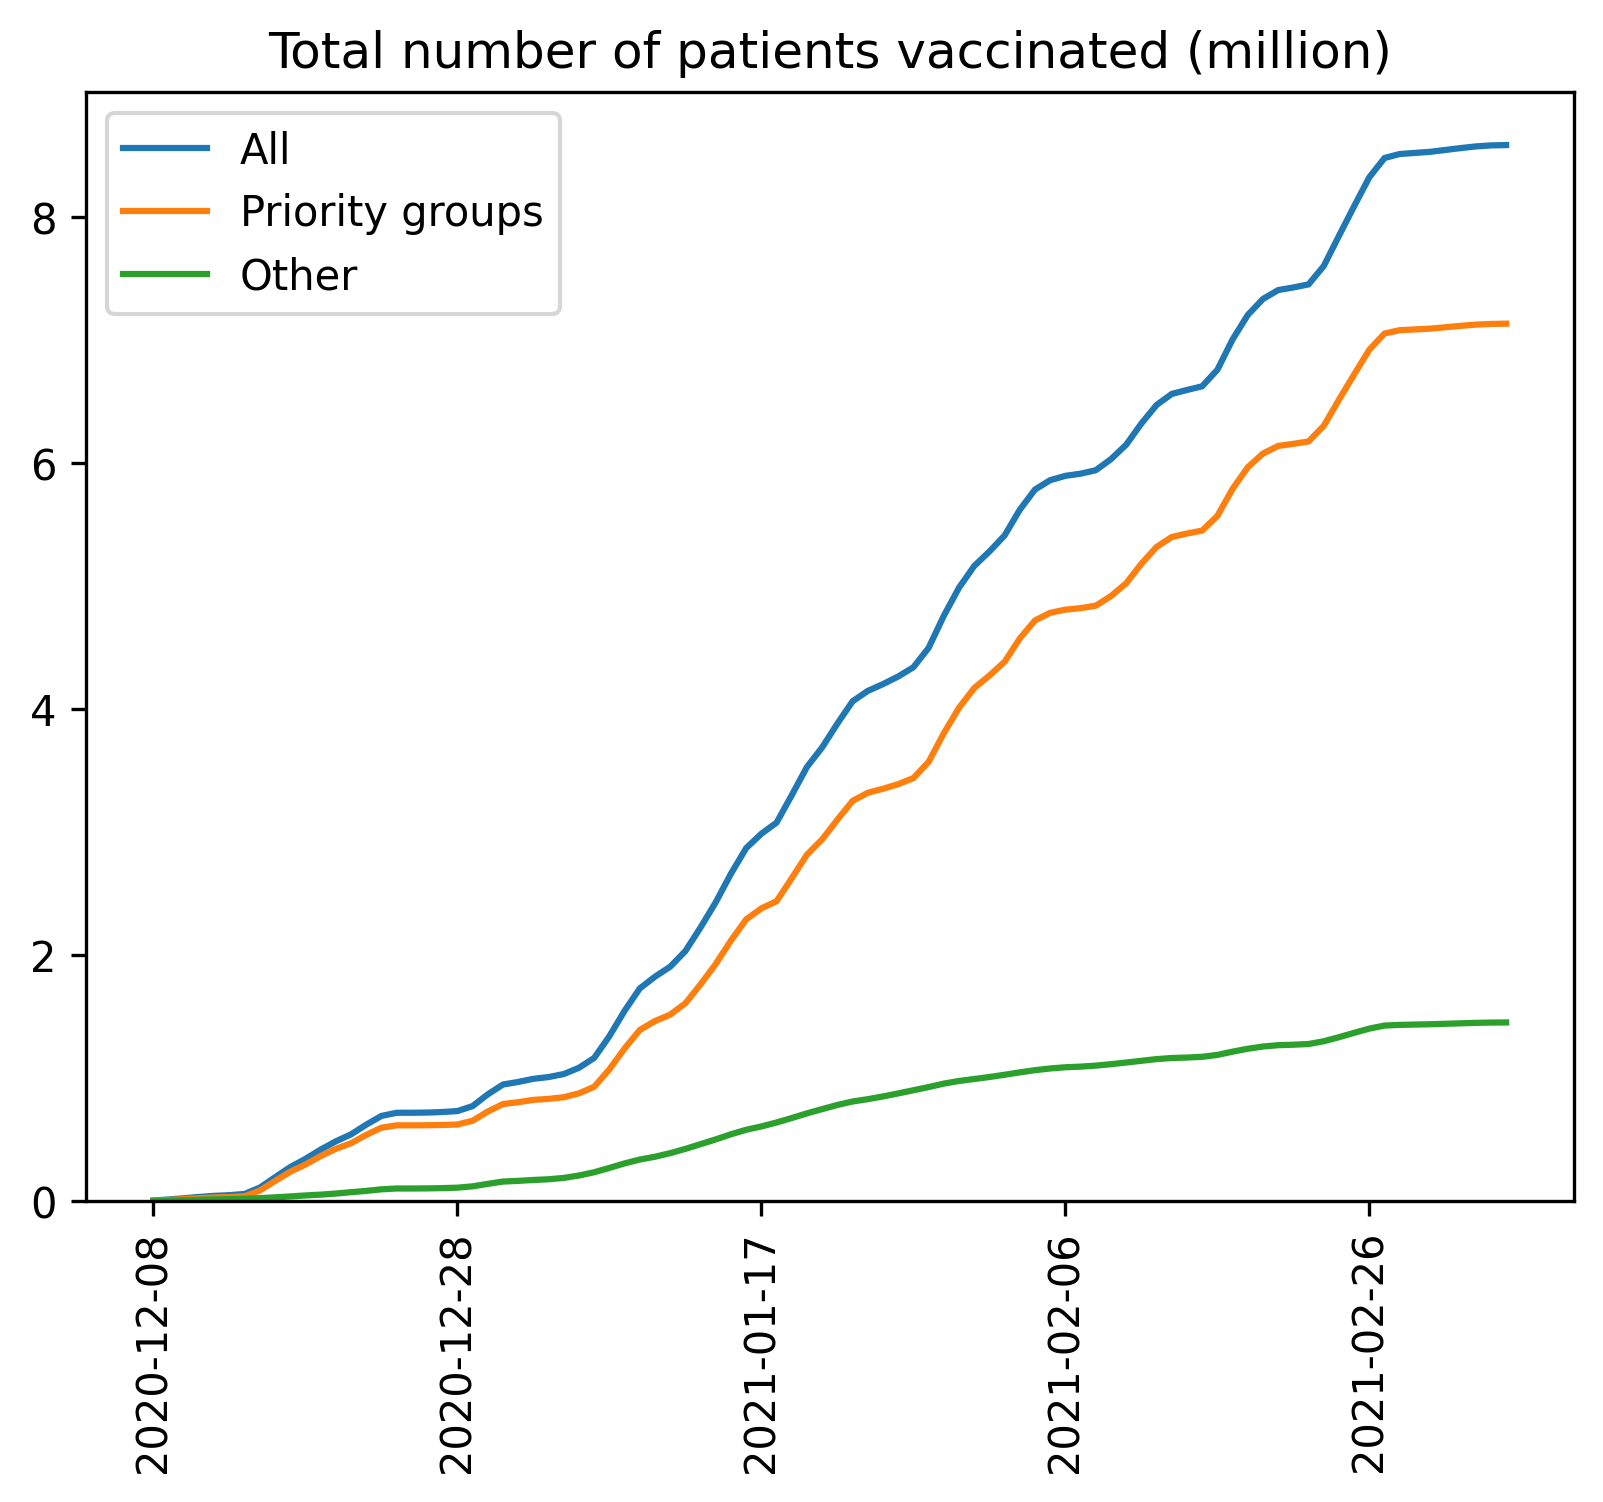 Total number of patients vaccinated (million)
All
Priority groups
Other
8
6
4
2
0
2020-12-08
2020-12-28
2021-01-17
2021-02-06
2021-02-26